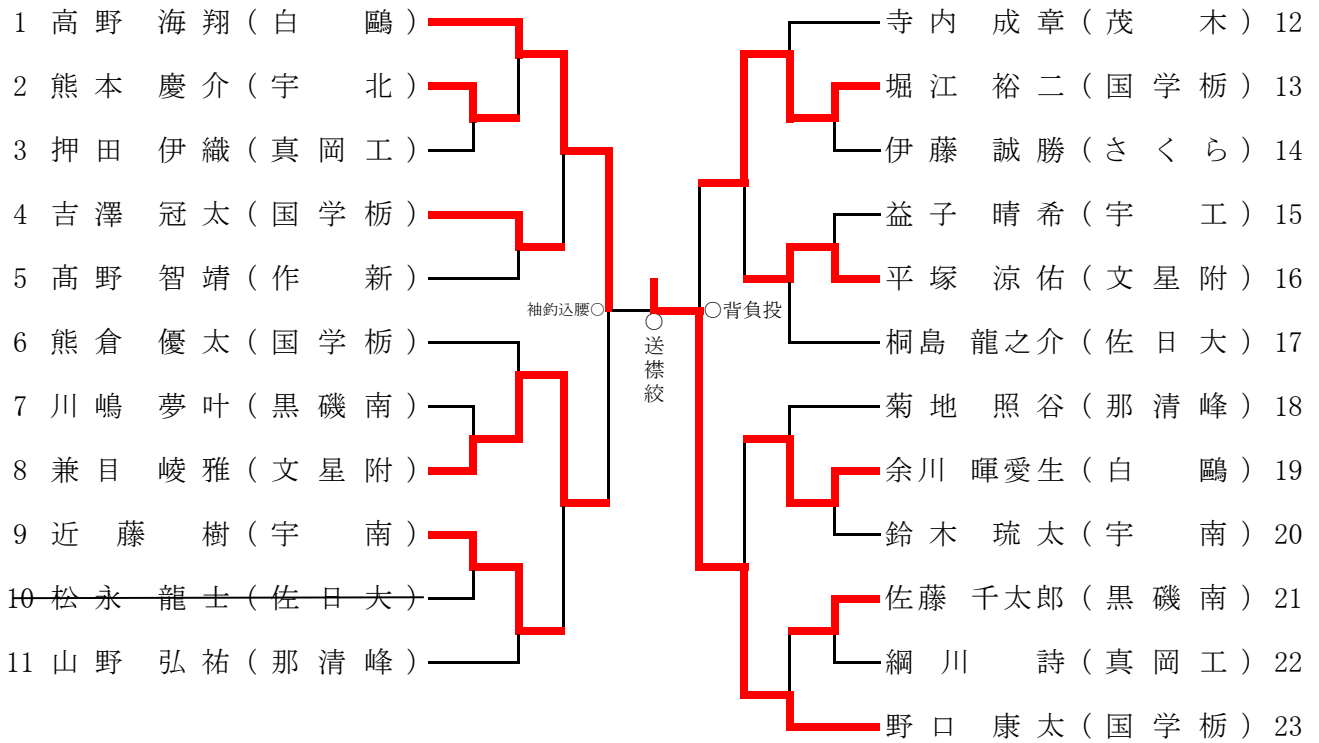 1 高野 海翔（白 鷗）
2 熊本 慶介（宇 北）
3 押田 伊織（真岡工）
4 吉澤 冠太（国学栃）
5 髙野 智靖（作 新）
6 熊倉 優太（国学栃）
7 川嶋 夢叶（黒磯南）
8 兼目 崚雅（文星附）
9 近藤 樹（宇 南）
10 松永 龍士（佐日大）
11 山野 弘祐（那清峰）
袖釣込腰○
○送襟絞
○背負投
寺内 成章（茂 木）12
堀江 裕二（国学栃）13
伊藤 誠勝（さくら）14
益子 晴希（宇 工）15
平塚 涼佑（文星附）16
桐島 龍之介（佐日大）17
菊地 照谷（那清峰）18
余川 暉愛生（白 鷗）19
鈴木 琉太（宇 南）20
佐藤 千太郎（黒磯南）21
綱川 詩（真岡工）22
野口 康太（国学栃）23